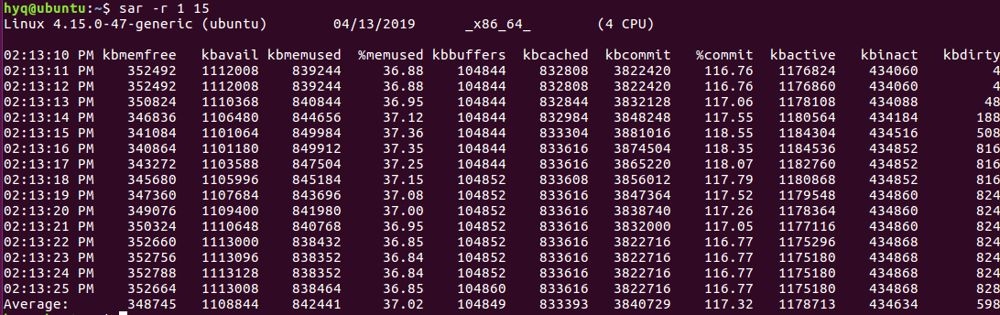 hyq@ubuntu:~$ sar -r 1 15
Linux 4.15.0-47-generic (ubuntu) 04/13/2019 _x86_64_ (4 CPU)
02:13:10 PM kbmemfree kbavail kbmemused %memused kbbuffers kbcached kbcommit %commit kbactive kbinact kbdirty
02:13:11 PM 352492 1112008 839244 36.88 104844 832808 3822420 116.76 1176824 434060 4
02:13:12 PM 352492 1112008 839244 36.88 104844 832808 3822420 116.76 1176860 434060 4
02:13:13 PM 350824 1110368 840844 36.95 104844 832844 3832128 117.06 1178108 434088 48
02:13:14 PM 346836 1106480 844656 37.12 104844 832984 3848248 117.55 1180564 434184 188
02:13:15 PM 341084 1101064 849984 37.36 104844 833304 3881016 118.55 1184304 434516 508
02:13:16 PM 340864 1101180 849912 37.35 104844 833616 3874504 118.35 1184536 434852 816
02:13:17 PM 343272 1103588 847504 37.25 104844 833616 3865220 118.07 1182760 434852 816
02:13:18 PM 345680 1105996 845184 37.15 104852 833608 3856012 117.79 1180868 434852 816
02:13:19 PM 347360 1107684 843696 37.08 104852 833616 3847364 117.52 1179548 434860 824
02:13:20 PM 349076 1109400 841980 37.00 104852 833616 3838740 117.26 1178364 434860 824
02:13:21 PM 350324 1110648 840768 36.95 104852 833616 3832000 117.05 1177116 434868 824
02:13:22 PM 352660 1113000 838432 36.85 104852 833616 3822716 116.77 1175296 434868 824
02:13:23 PM 352756 1113096 838352 36.84 104852 833616 3822716 116.77 1175180 434868 824
02:13:24 PM 352788 1113128 838352 36.84 104852 833616 3822716 116.77 1175180 434868 824
02:13:25 PM 352664 1113008 838464 36.85 104860 833616 3822716 116.77 1175180 434868 828
Average: 348745 1108844 842441 37.02 104849 833393 3840729 117.32 1178713 434634 598